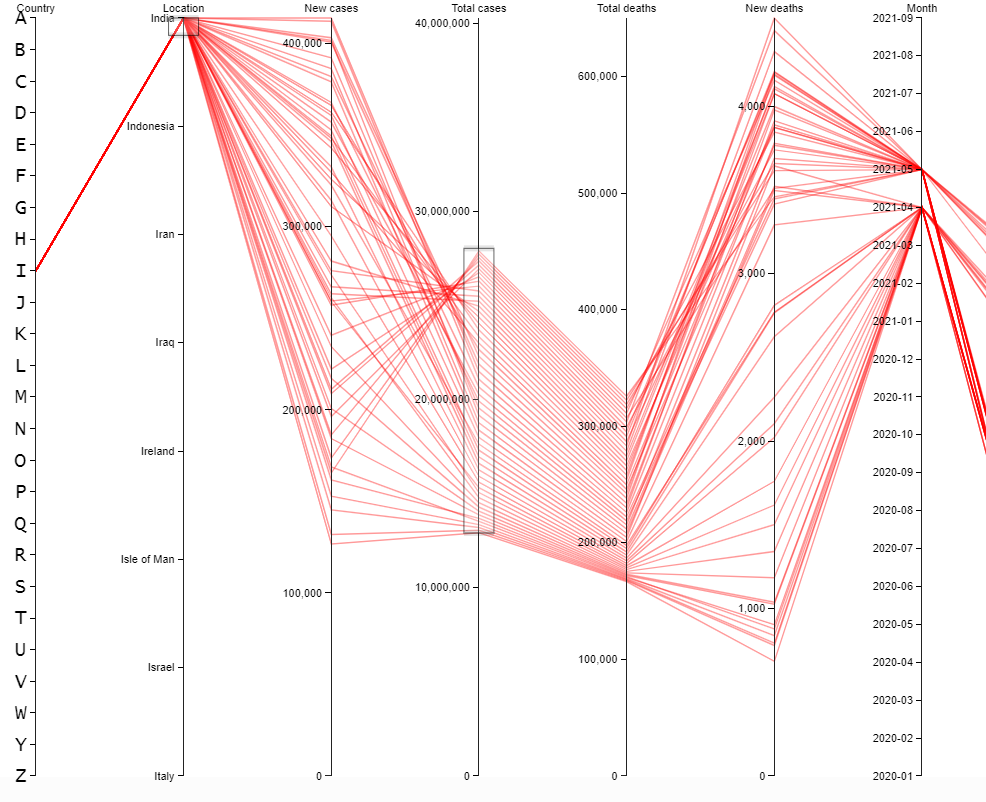 Country Location New cases Total cases Total deaths New deaths Month
A
B
C
D
E
F
G
H
I
J
K
L
M
N
O
P
Q
R
S
T
U
V
W
Y
Z
India
Indonesia
Iran
Iraq
Ireland
Isle of Man
Israel
Italy
400,000
300,000
200,000
100,000
0
40,000,000
30,000,000
20,000,000
10,000,000
0
600,000
500,000
400,000
300,000
200,000
100,000
0
4,000
3,000
2,000
1,000
0
2021-09
2021-08
2021-07
2021-06
2021-05
2021-04
2021-03
2021-02
2021-01
2020-12
2020-11
2020-10
2020-09
2020-08
2020-07
2020-06
2020-05
2020-04
2020-03
2020-02
2020-01